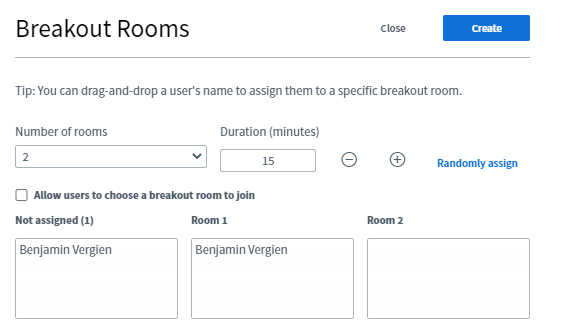 Breakout Rooms
Close
Create
Tip: You can drag-and-drop a user's name to assign them to a specific breakout room.
Number of rooms
Duration (minutes)
2
15
Randomly assign
Allow users to choose a breakout room to join
Not assigned (1)
Room 1
Room 2
Benjamin Vergien
Benjamin Vergien